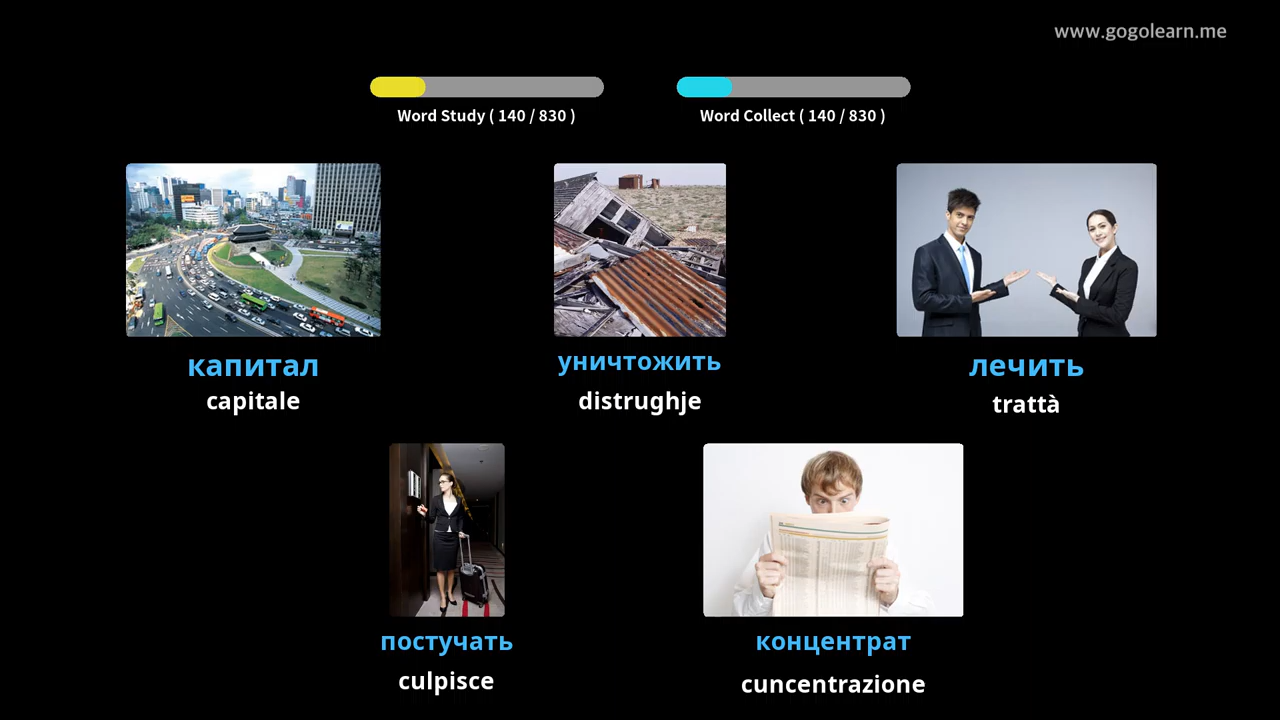 www.gogolearn.me
Word Study ( 140 / 830 )
Word Collect ( 140 / 830 )
капитал
capitale
уничтожить
distrughje
лечить
trattà
постучать
culpisce
концентрат
cuncentrazione